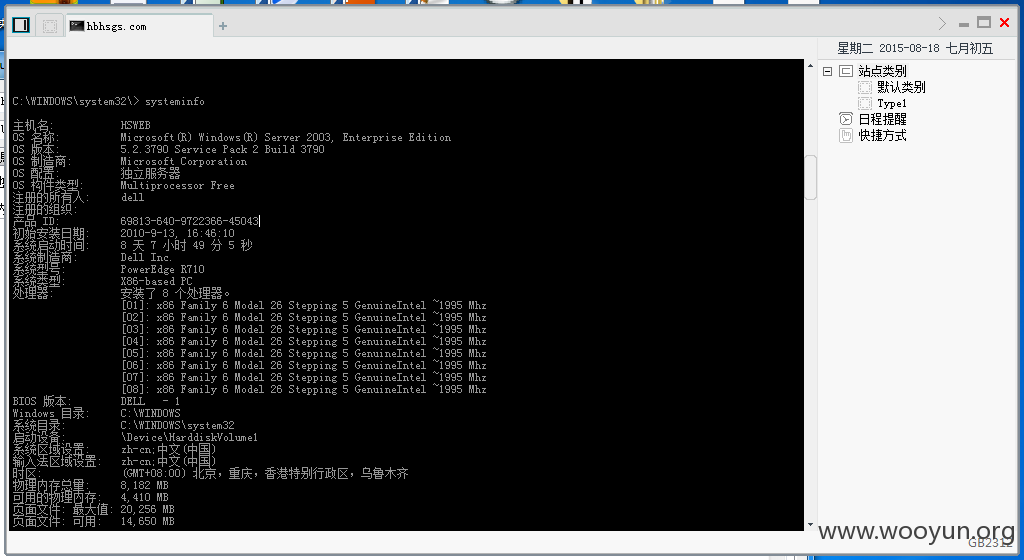 hbhsgs.com
星期二 2015-08-18 七月初五
站点类别
默认类别
Type1
日程提醒
快捷方式
C:\WINDOWS\system32\> systeminfo
主机名: HSWEB
OS 名称: Microsoft(R) Windows(R) Server 2003, Enterprise Edition
OS 版本: 5.2.3790 Service Pack 2 Build 3790
OS 制造商: Microsoft Corporation
OS 配置: 独立服务器
OS 构件类型: Multiprocessor Free
注册的所有人: dell
注册的组织:
产品 ID: 69813-640-9722366-45043
初始安装日期: 2010-9-13, 16:46:10
系统启动时间: 8 天 7 小时 49 分 5 秒
系统制造商: Dell Inc.
系统型号: PowerEdge R710
系统类型: X86-based PC
处理器: 安装了 8 个处理器。
[01]: x86 Family 6 Model 26 Stepping 5 GenuineIntel ~1995 Mhz
[02]: x86 Family 6 Model 26 Stepping 5 GenuineIntel ~1995 Mhz
[03]: x86 Family 6 Model 26 Stepping 5 GenuineIntel ~1995 Mhz
[04]: x86 Family 6 Model 26 Stepping 5 GenuineIntel ~1995 Mhz
[05]: x86 Family 6 Model 26 Stepping 5 GenuineIntel ~1995 Mhz
[06]: x86 Family 6 Model 26 Stepping 5 GenuineIntel ~1995 Mhz
[07]: x86 Family 6 Model 26 Stepping 5 GenuineIntel ~1995 Mhz
[08]: x86 Family 6 Model 26 Stepping 5 GenuineIntel ~1995 Mhz
BIOS 版本: DELL - 1
Windows 目录: C:\WINDOWS
系统目录: C:\WINDOWS\system32
启动设备: \Device\HarddiskVolume1
系统区域设置: zh-cn;中文(中国)
输入法区域设置: zh-cn;中文(中国)
时区: (GMT+08:00) 北京，重庆，香港特别行政区，乌鲁木齐
物理内存总量: 8,182 MB
可用的物理内存: 4,410 MB
页面文件: 最大值: 20,256 MB
页面文件: 可用: 14,650 MB
www.wooyun.org
GB2312